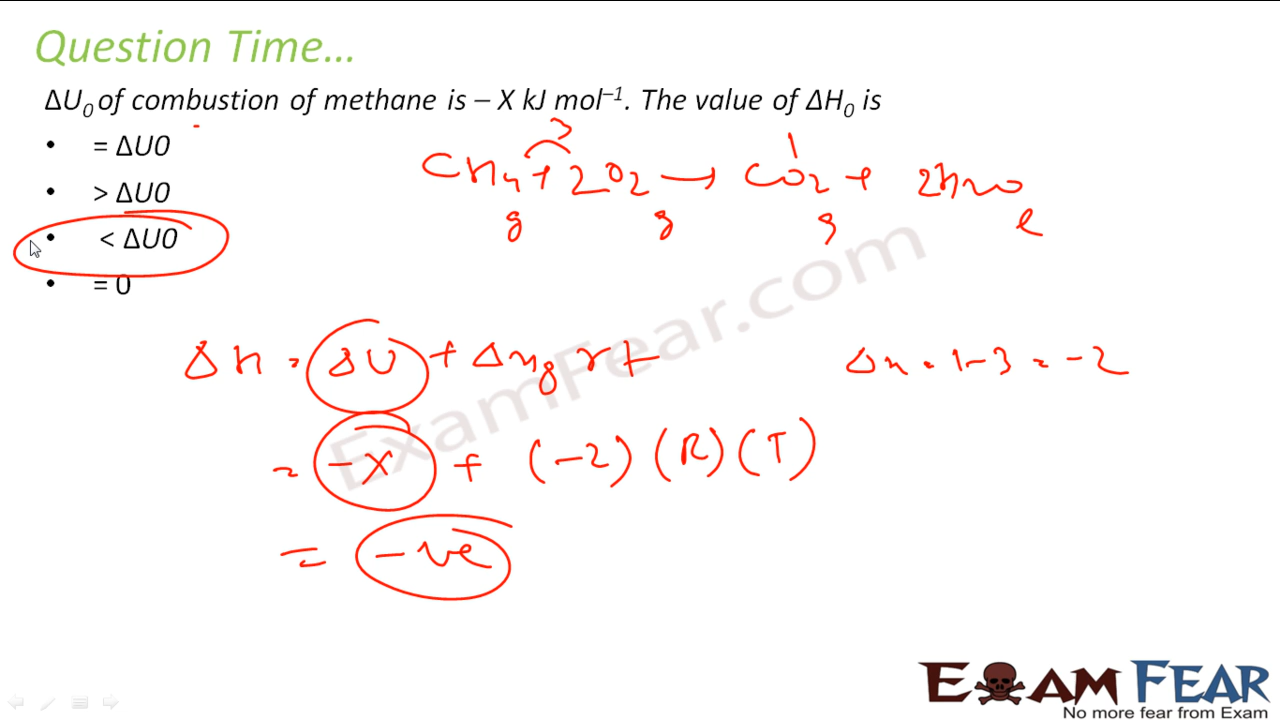 Question Time...
ΔU₀ of combustion of methane is – X kJ mol⁻¹. The value of ΔH₀ is
• = ΔU0
• > ΔU0
• < ΔU0
• = 0
3
1
CH₄ + 2O₂ → CO₂ + 2H2O
g g g l
ΔH = ΔU + Δng rT
Δn = 1-3 = -2
= -X + (-2) (R) (T)
= -ve
ExamFear.com
EXAM FEAR
No more fear from Exam